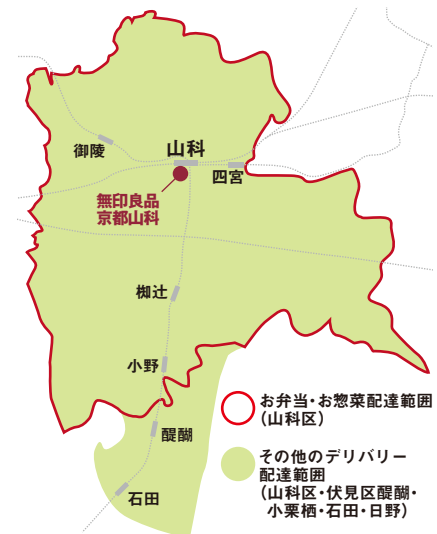 山科
御陵
四宮
無印良品
京都山科
椥辻
小野
醍醐
石田
お弁当・お惣菜配達範囲
(山科区)
その他のデリバリー
配達範囲
(山科区・伏見区醍醐・
小栗栖・石田・日野)